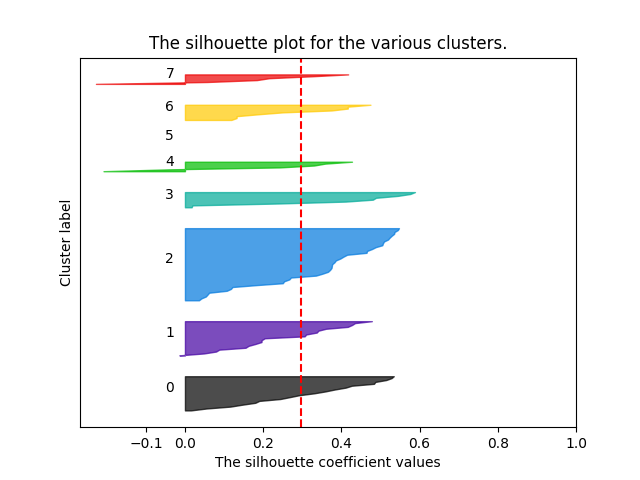 The silhouette plot for the various clusters.
7
6
5
4
3
2
1
0
Cluster label
−0.1 0.0 0.2 0.4 0.6 0.8 1.0
The silhouette coefficient values